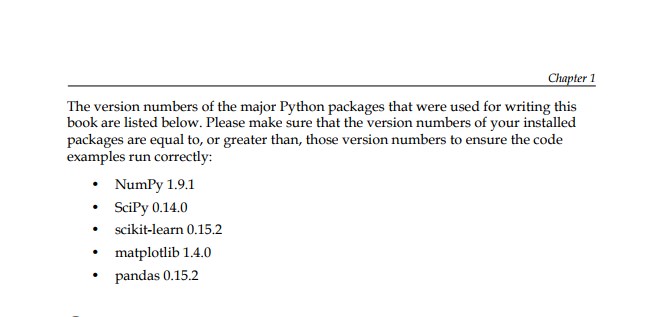 Chapter 1
The version numbers of the major Python packages that were used for writing this
book are listed below. Please make sure that the version numbers of your installed
packages are equal to, or greater than, those version numbers to ensure the code
examples run correctly:
• NumPy 1.9.1
• SciPy 0.14.0
• scikit-learn 0.15.2
• matplotlib 1.4.0
• pandas 0.15.2